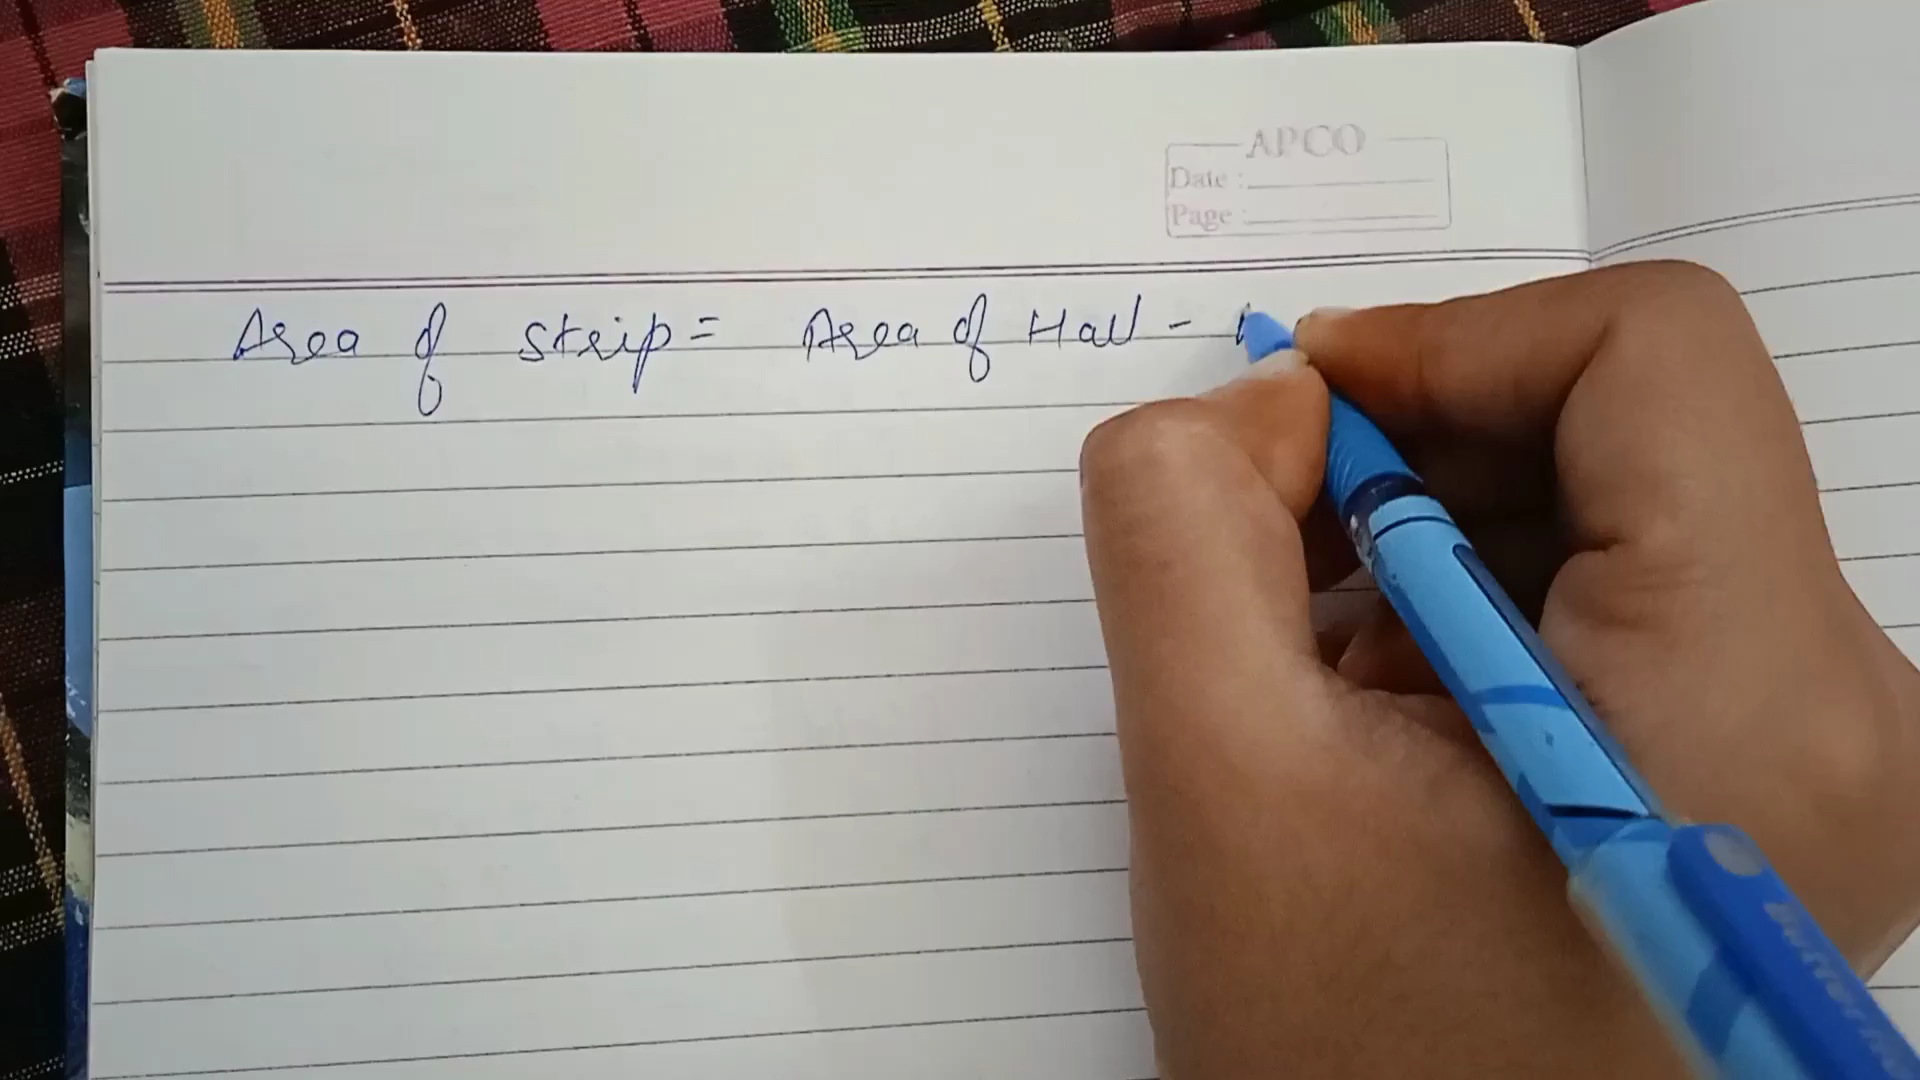 APCO
Date :
Page :
Area of strip = Area of Hall -